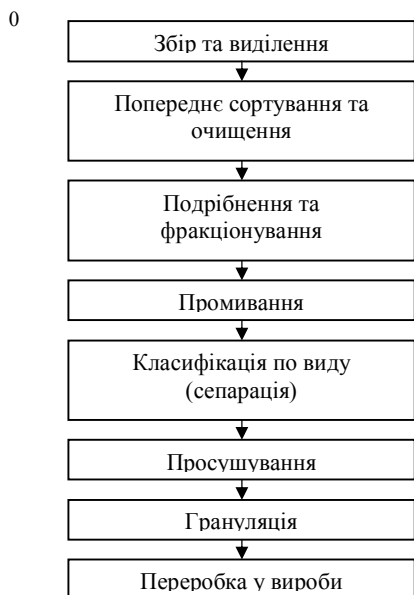 0
Збір та виділення
Попереднє сортування та
очищення
Подрібнення та
фракціонування
Промивання
Класифікація по виду
(сепарація)
Просушування
Грануляція
Переробка у вироби